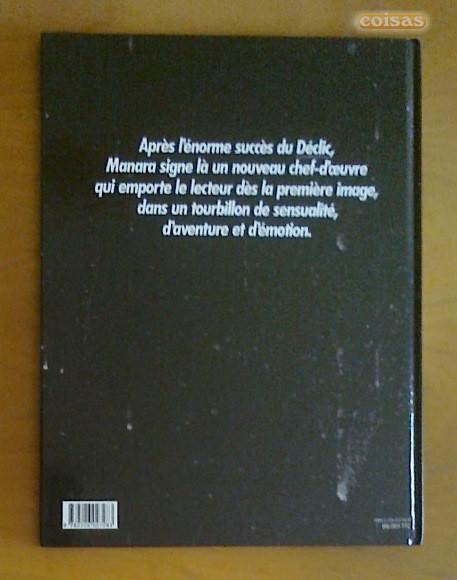 coisas
Après l'énorme succès du Déclic,
Manara signe là un nouveau chef-d'œuvre
qui emporte le lecteur dès la première image,
dans un tourbillon de sensualité,
d'aventure et d'émotion.